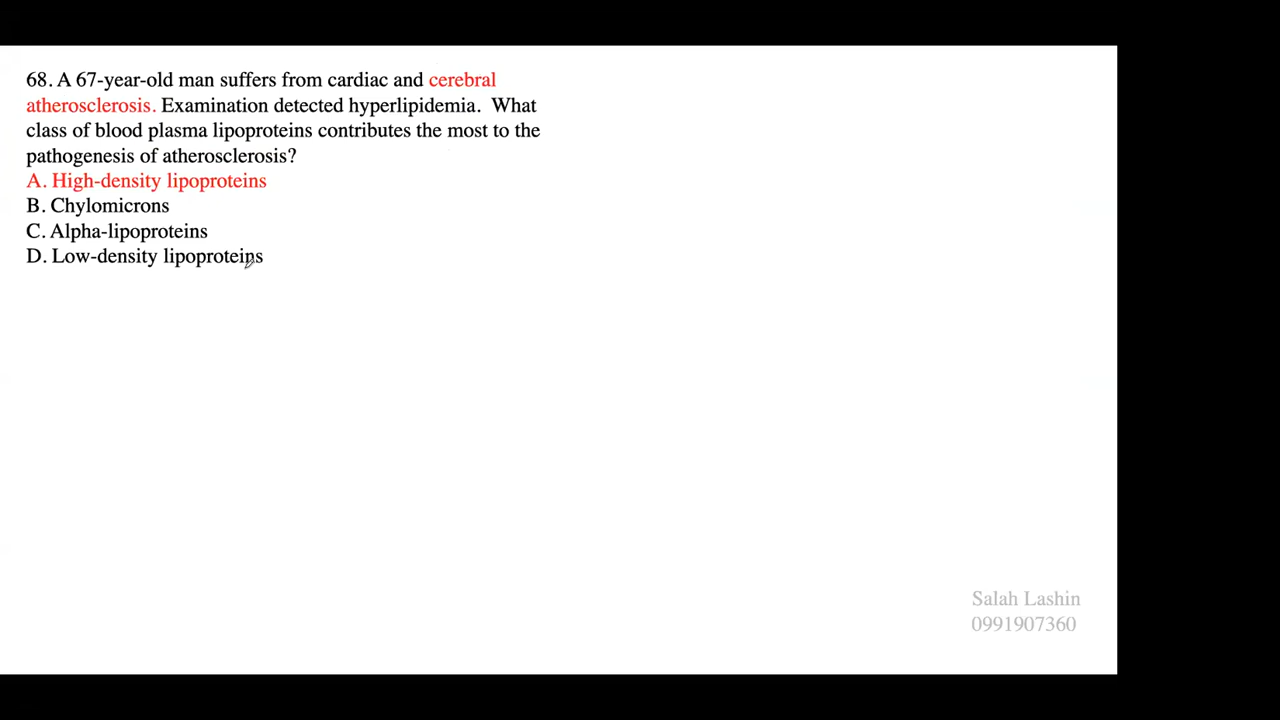 68. A 67-year-old man suffers from cardiac and cerebral
atherosclerosis. Examination detected hyperlipidemia. What
class of blood plasma lipoproteins contributes the most to the
pathogenesis of atherosclerosis?
A. High-density lipoproteins
B. Chylomicrons
C. Alpha-lipoproteins
D. Low-density lipoproteins
Salah Lashin
0991907360